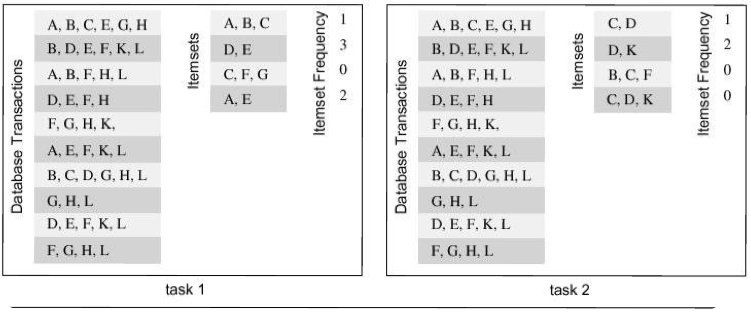 Database Transactions
A, B, C, E, G, H
B, D, E, F, K, L
A, B, F, H, L
D, E, F, H
F, G, H, K,
A, E, F, K, L
B, C, D, G, H, L
G, H, L
D, E, F, K, L
F, G, H, L
Itemsets
A, B, C
D, E
C, F, G
A, E
Itemset Frequency
1
3
0
2
task 1
Database Transactions
A, B, C, E, G, H
B, D, E, F, K, L
A, B, F, H, L
D, E, F, H
F, G, H, K,
A, E, F, K, L
B, C, D, G, H, L
G, H, L
D, E, F, K, L
F, G, H, L
Itemsets
C, D
D, K
B, C, F
C, D, K
Itemset Frequency
1
2
0
0
task 2